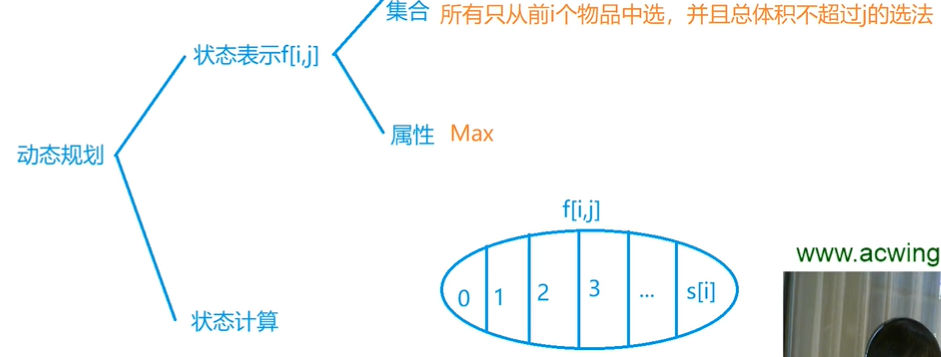 集合 所有只从前i个物品中选，并且总体积不超过j的选法
状态表示f[i,j]
属性 Max
动态规划
f[i,j]
www.acwing
0 1 2 3 ... s[i]
状态计算